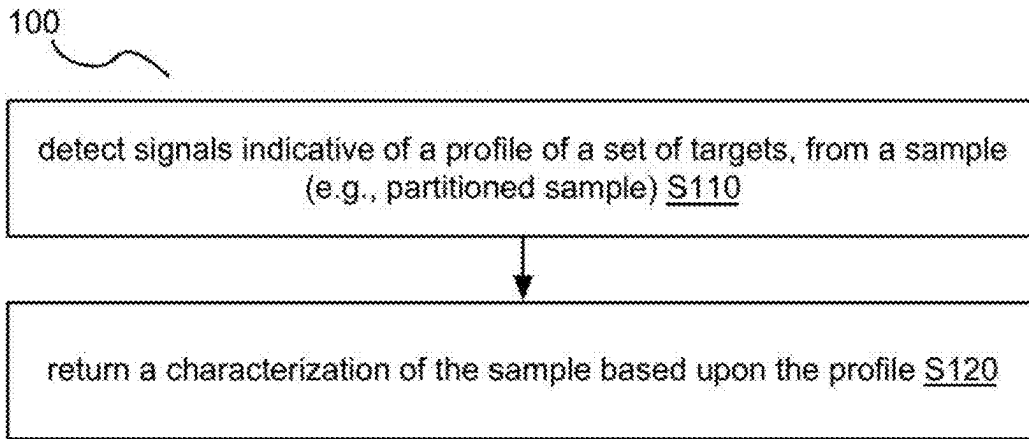 100
detect signals indicative of a profile of a set of targets, from a sample
(e.g., partitioned sample) S110
return a characterization of the sample based upon the profile S120